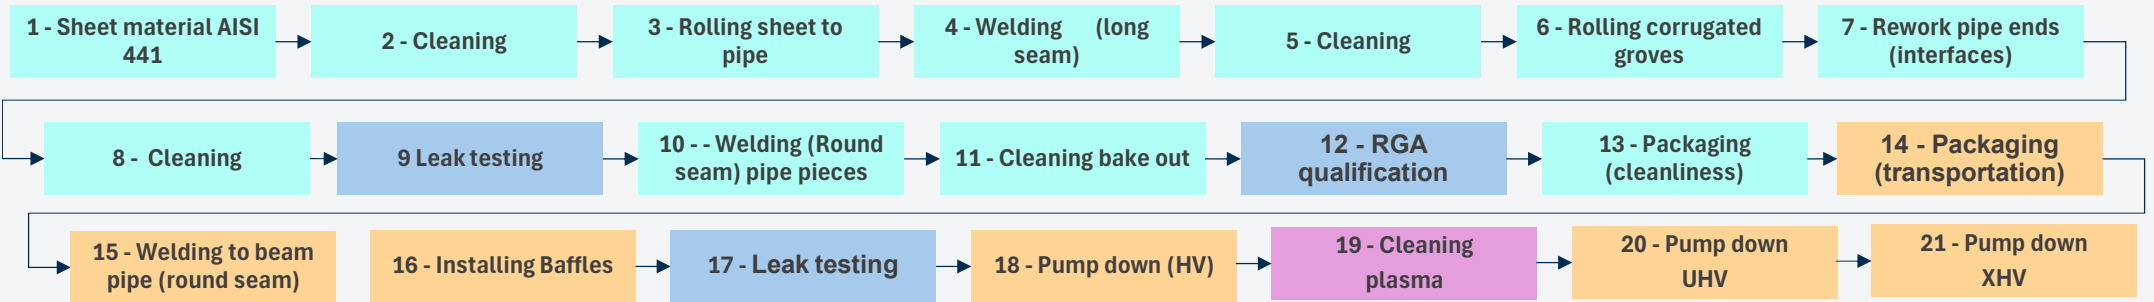 1 - Sheet material AISI
441
2 - Cleaning
3 - Rolling sheet to
pipe
4 - Welding (long
seam)
5 - Cleaning
6 - Rolling corrugated
groves
7 - Rework pipe ends
(interfaces)
8 - Cleaning
9 Leak testing
10 - - Welding (Round
seam) pipe pieces
11 - Cleaning bake out
12 - RGA
qualification
13 - Packaging
(cleanliness)
14 - Packaging
(transportation)
15 - Welding to beam
pipe (round seam)
16 - Installing Baffles
17 - Leak testing
18 - Pump down (HV)
19 - Cleaning
plasma
20 - Pump down
UHV
21 - Pump down
XHV